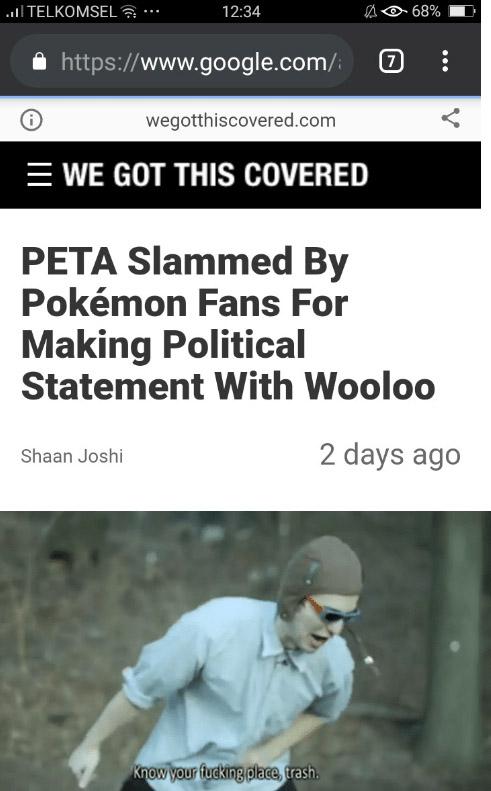 TELKOMSEL ... 12:34 68%
https://www.google.com/ 7
wegotthiscovered.com
WE GOT THIS COVERED
PETA Slammed By
Pokémon Fans For
Making Political
Statement With Wooloo
Shaan Joshi 2 days ago
Know your fucking place, trash.